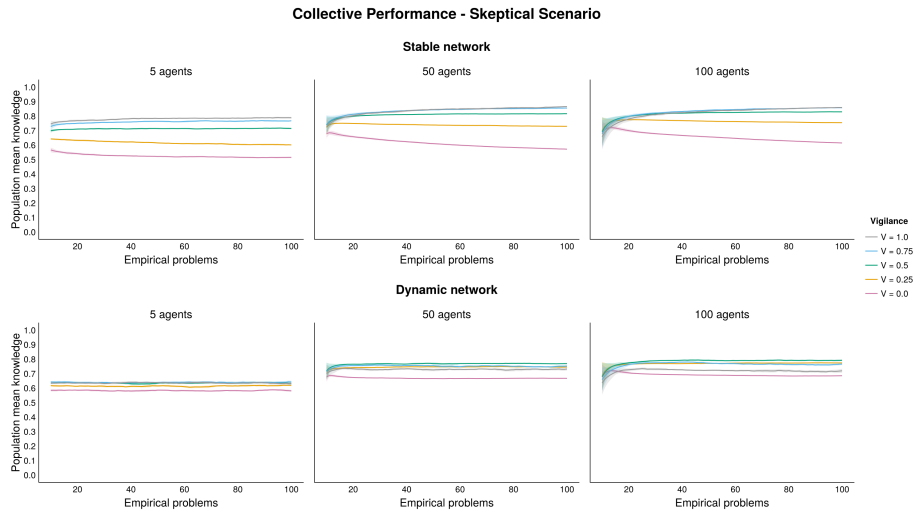 Collective Performance - Skeptical Scenario
Stable network
5 agents
50 agents
100 agents
Population mean knowledge
1.0
0.9
0.8
0.7
0.6
0.5
0.4
0.3
0.2
0.1
0.0
20 40 60 80 100
20 40 60 80 100
20 40 60 80 100
Empirical problems
Empirical problems
Empirical problems
Vigilance
V = 1.0
V = 0.75
V = 0.5
V = 0.25
V = 0.0
Dynamic network
5 agents
50 agents
100 agents
Population mean knowledge
1.0
0.9
0.8
0.7
0.6
0.5
0.4
0.3
0.2
0.1
0.0
20 40 60 80 100
20 40 60 80 100
20 40 60 80 100
Empirical problems
Empirical problems
Empirical problems